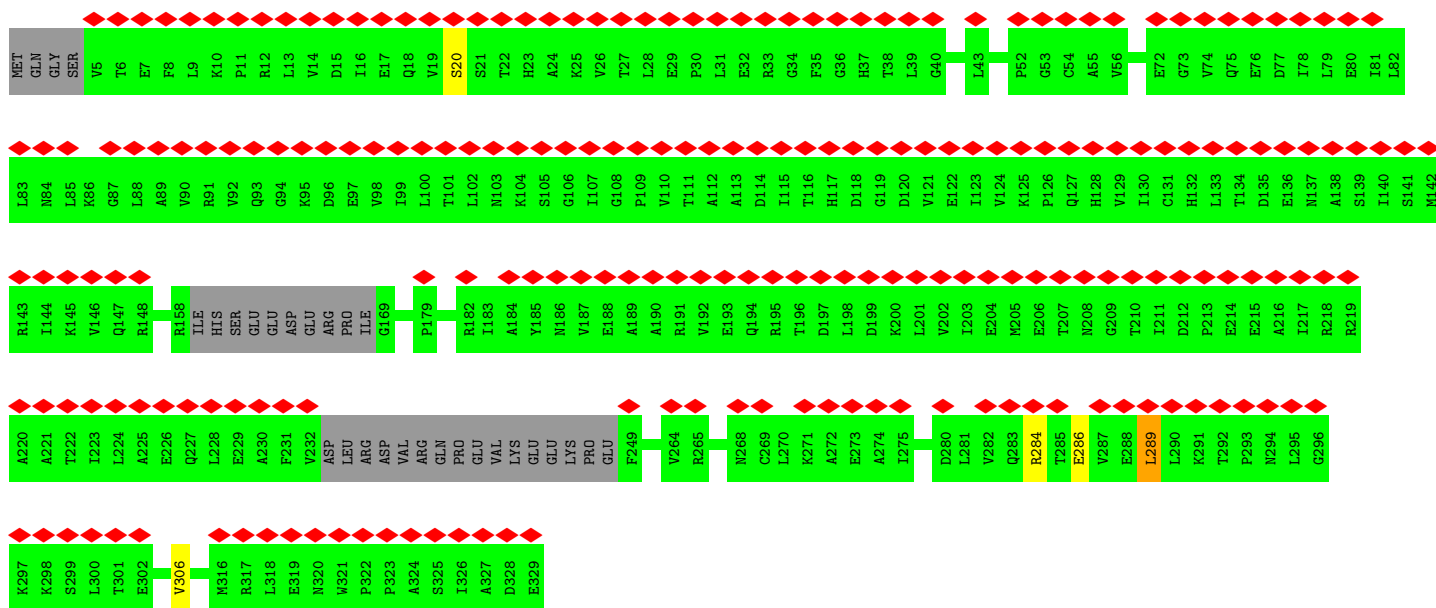 MET GLN GLY SER V5 T6 E7 F8 L9 K10 P11 R12 L13 V14 D15 I16 E17 Q18 V19 S20 S21 T22 H23 A24 K25 V26 T27 L28 E29 P30 L31 E32 R33 G34 F35 G36 H37 T38 L39 G40 L43 P52 G53 C54 A55 V56 E72 G73 V74 Q75 E76 D77 I78 L79 E80 I81 L82
L83 N84 L85 K86 G87 L88 A89 V90 R91 V92 Q93 G94 K95 D96 E97 V98 I99 L100 T101 L102 N103 K104 S105 G106 I107 G108 P109 V110 T111 A112 A113 D114 I115 T116 H117 D118 G119 D120 V121 E122 I123 V124 K125 P126 Q127 H128 V129 I130 C131 H132 L133 T134 D135 E136 N137 A138 S139 I140 S141 M142
R143 I144 K145 V146 Q147 R148 R158 ILE HIS SER GLU GLU ASP GLU ARG PRO ILE G169 P179 R182 I183 A184 Y185 N186 V187 E188 A189 A190 R191 V192 E193 Q194 R195 T196 D197 L198 D199 K200 L201 V202 I203 E204 M205 E206 T207 N208 G209 T210 I211 D212 P213 E214 E215 A216 I217 R218 R219
A220 A221 T222 I223 L224 A225 E226 Q227 L228 E229 A230 F231 V232 ASP LEU ARG ASP VAL ARG GLN PRO GLU VAL LYS GLU GLU LYS PRO GLU F249 V264 R265 N268 C269 L270 K271 A272 E273 A274 I275 D280 L281 V282 Q283 R284 T285 E286 V287 E288 L289 L290 K291 T292 P293 N294 L295 G296
K297 K298 S299 L300 T301 E302 V306 M316 R317 L318 E319 N320 W321 P322 P323 A324 S325 I326 A327 D328 E329